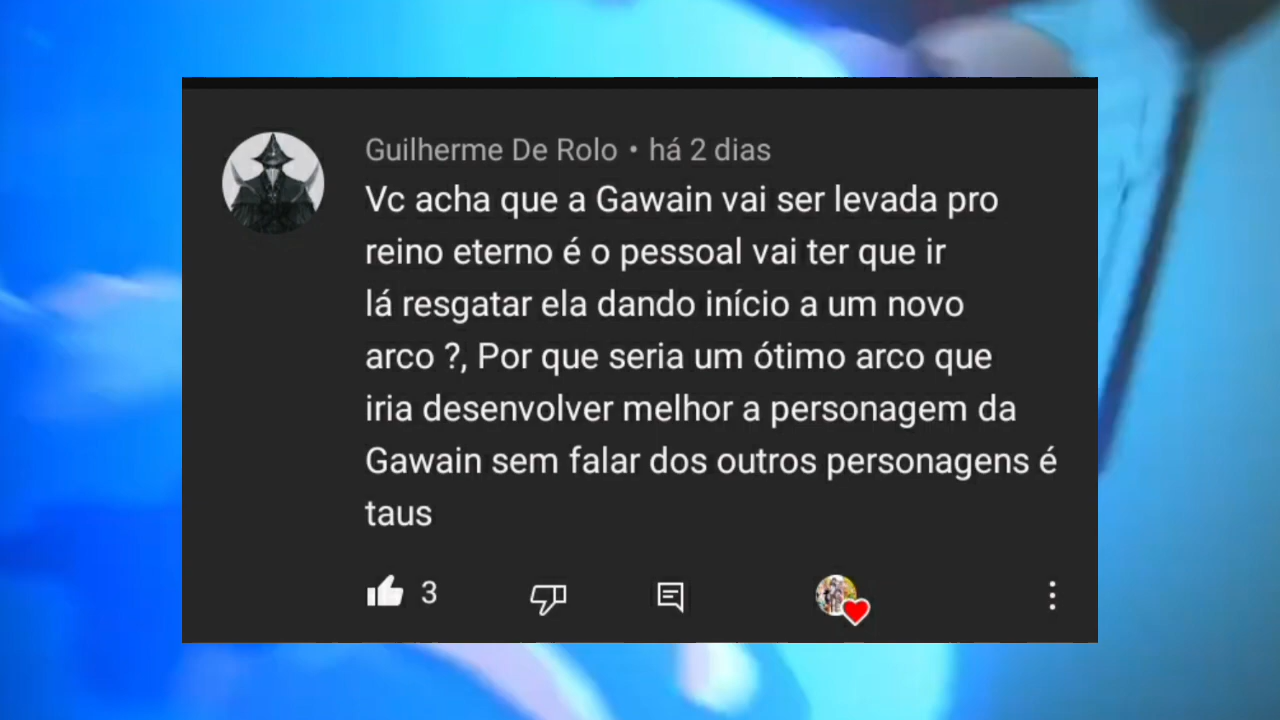 Guilherme De Rolo • há 2 dias
Vc acha que a Gawain vai ser levada pro
reino eterno é o pessoal vai ter que ir
lá resgatar ela dando início a um novo
arco ?, Por que seria um ótimo arco que
iria desenvolver melhor a personagem da
Gawain sem falar dos outros personagens é
taus
3